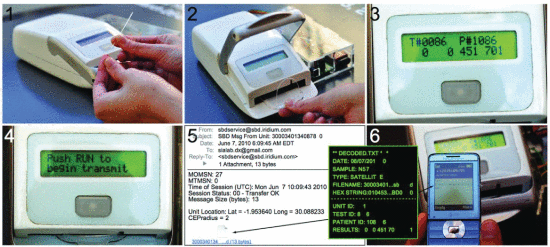 1
2
3
T#0086 P#1086
0 0 451 701
4
Push RUN to
begin transmit
5
From: sbdservice@sbd.iridium.com
Subject: SBD Msg From Unit: 300034013408780
Date: June 7, 2010 6:09:45 AM EDT
To: sialab.dx@gmail.com
Reply-To: <sbdservice@sbd.iridium.com>
1 Attachment, 13 bytes
MOMSN: 27
MTMSN: 0
Time of Session (UTC): Mon Jun 7 10:09:43 2010
Session Status: 00 - Transfer OK
Message Size (bytes): 13
Unit Location: Lat = -1.953640 Long = 30.088233
CEPradius = 2
6
** DECODED.TXT * *
DATE: 08/07/201 0
SAMPLE: N57
TYPE: SATELLIT E
FILENAME: 30003401...sb d
HEX STRING:010453...BD0 0
UNIT ID: 1
TEST ID: 8 6
PATIENT ID: 108 6
RESULTS: 0 0 451 70 1